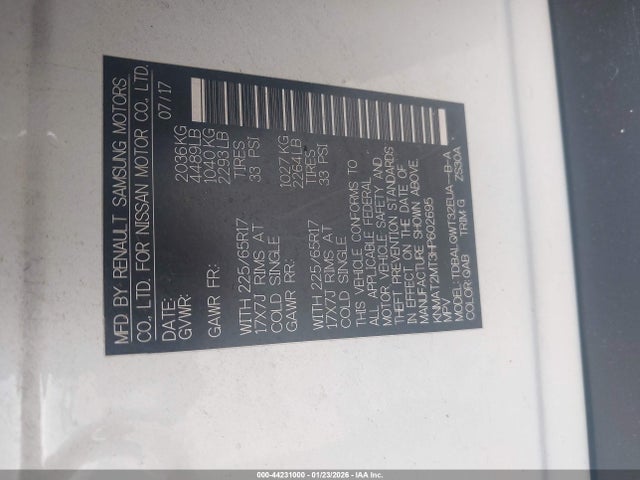 MFD BY RENAULT SAMSUNG MOTORS
CO., LTD. FOR NISSAN MOTOR CO., LTD.
DATE: 07/17
GVWR: 2036KG
4489LB
GAWR FR: 1040KG
2293LB
WITH 225/65R17 TIRES
17X7J RIMS AT 33 PSI
COLD SINGLE
GAWR RR: 1027KG
2264LB
WITH 225/65R17 TIRES
17X7J RIMS AT 33 PSI
COLD SINGLE
THIS VEHICLE CONFORMS TO
ALL APPLICABLE FEDERAL
MOTOR VEHICLE SAFETY AND
THEFT PREVENTION STANDARDS
IN EFFECT ON THE DATE OF
MANUFACTURE SHOWN ABOVE.
KNMAT2MT3HP602695
MPV
MODEL: TDBALGWT32EUA--B-A
COLOR: QAB TRIM: G ZS30A
000-44231000 · 01/23/2026 · IAA Inc.